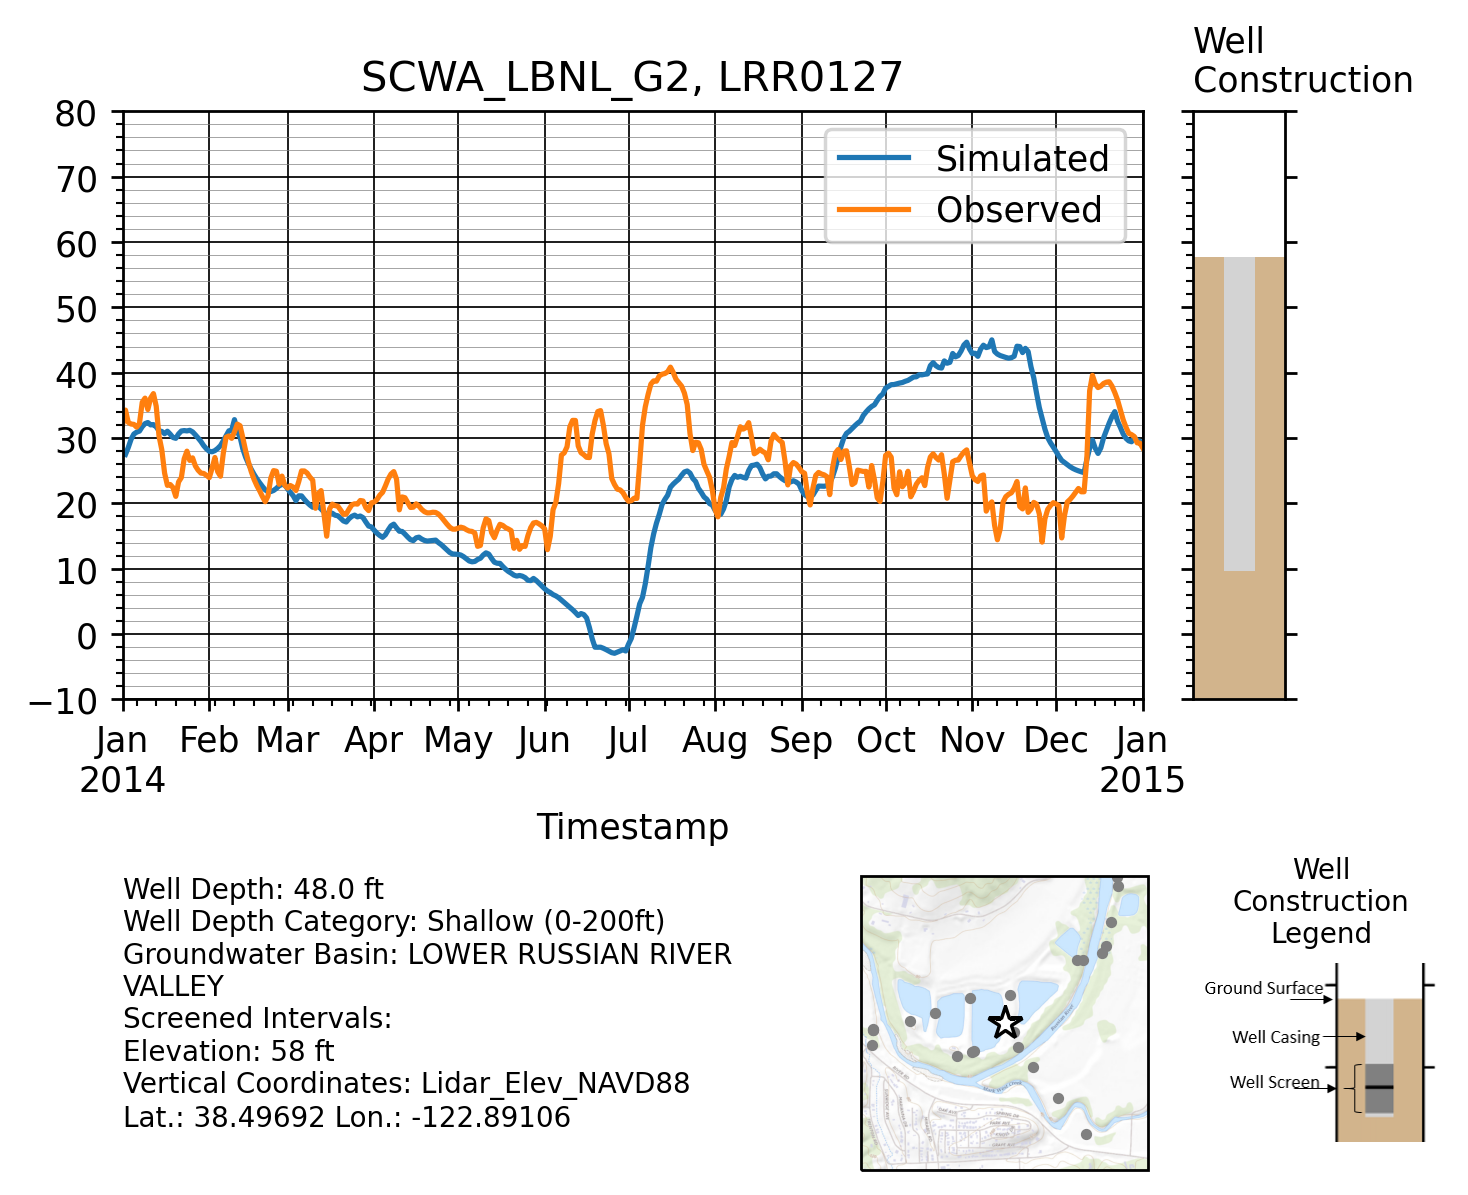 Well
Construction
SCWA_LBNL_G2, LRR0127
80
70
60
50
40
30
20
10
0
−10
Simulated
Observed
Jan Feb Mar Apr May Jun Jul Aug Sep Oct Nov Dec Jan
2014 2015
Timestamp
Well Depth: 48.0 ft
Well Depth Category: Shallow (0-200ft)
Groundwater Basin: LOWER RUSSIAN RIVER
VALLEY
Screened Intervals:
Elevation: 58 ft
Vertical Coordinates: Lidar_Elev_NAVD88
Lat.: 38.49692 Lon.: -122.89106
Well
Construction
Legend
Ground Surface
Well Casing
Well Screen